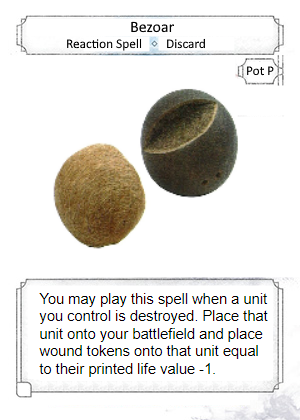 Bezoar
Reaction Spell ⬦ Discard
Pot P
You may play this spell when a unit
you control is destroyed. Place that
unit onto your battlefield and place
wound tokens onto that unit equal
to their printed life value -1.